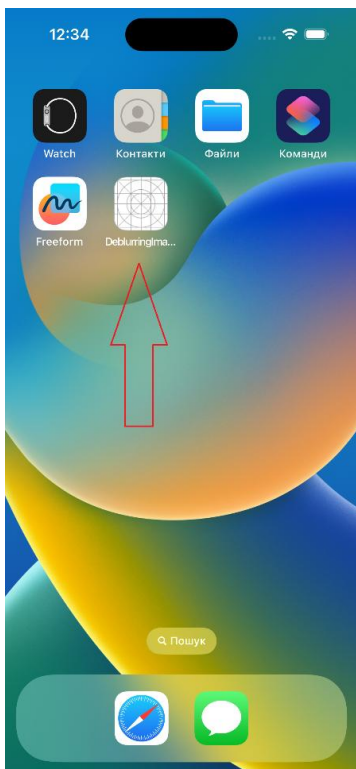 12:34
Watch
Контакти
Файли
Команди
Freeform
DeblurringIma...
Пошук